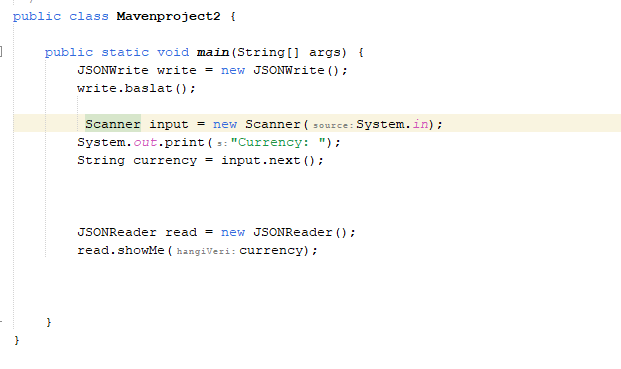 public class Mavenproject2 {
public static void main(String[] args) {
JSONWrite write = new JSONWrite();
write.baslat();
Scanner input = new Scanner( source: System.in);
System.out.print( s: "Currency: ");
String currency = input.next();
JSONReader read = new JSONReader();
read.showMe( hangiVeri: currency);
}
}